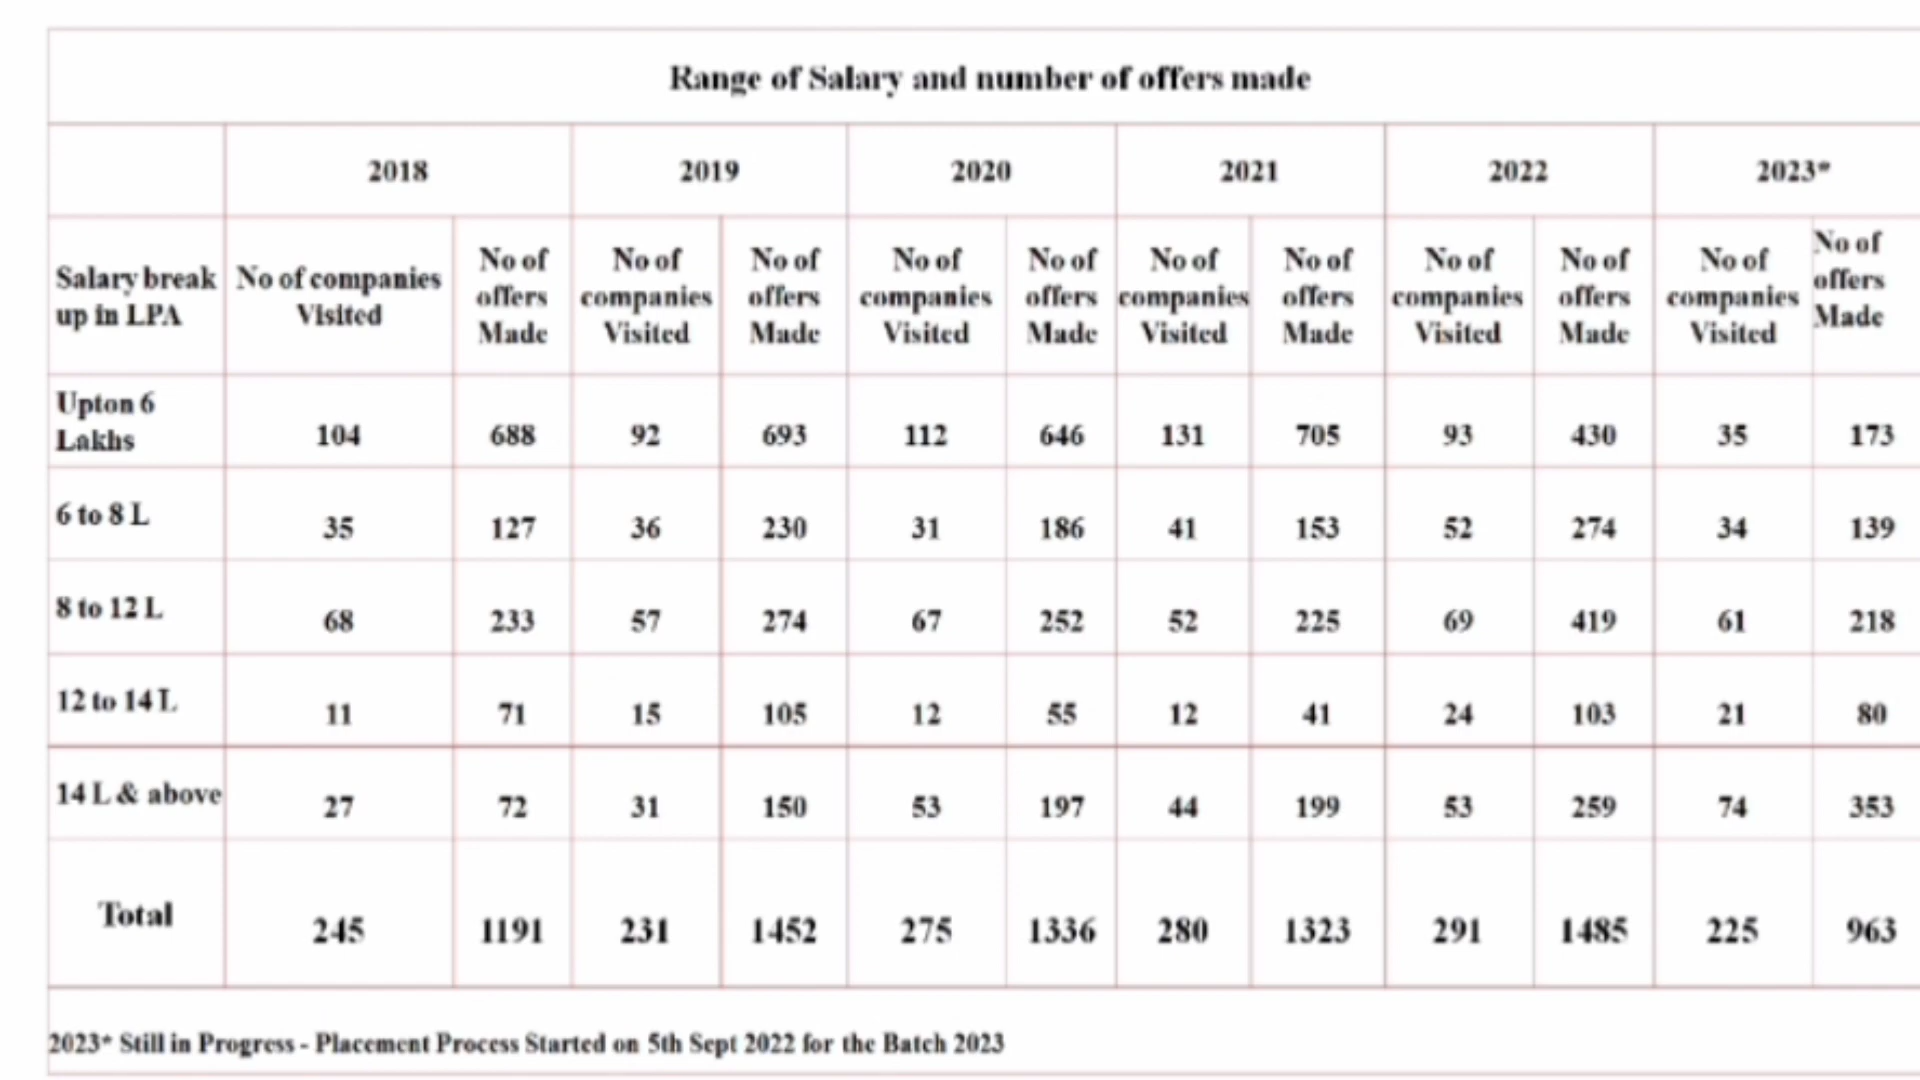 Range of Salary and number of offers made
2018 2019 2020 2021 2022 2023*
Salary break up in LPA No of companies Visited No of offers Made No of companies Visited No of offers Made No of companies Visited No of offers Made No of companies Visited No of offers Made No of companies Visited No of offers Made No of companies Visited No of offers Made
Upton 6 Lakhs 104 688 92 693 112 646 131 705 93 430 35 173
6 to 8 L 35 127 36 230 31 186 41 153 52 274 34 139
8 to 12 L 68 233 57 274 67 252 52 225 69 419 61 218
12 to 14 L 11 71 15 105 12 55 12 41 24 103 21 80
14 L & above 27 72 31 150 53 197 44 199 53 259 74 353
Total 245 1191 231 1452 275 1336 280 1323 291 1485 225 963
2023* Still in Progress - Placement Process Started on 5th Sept 2022 for the Batch 2023